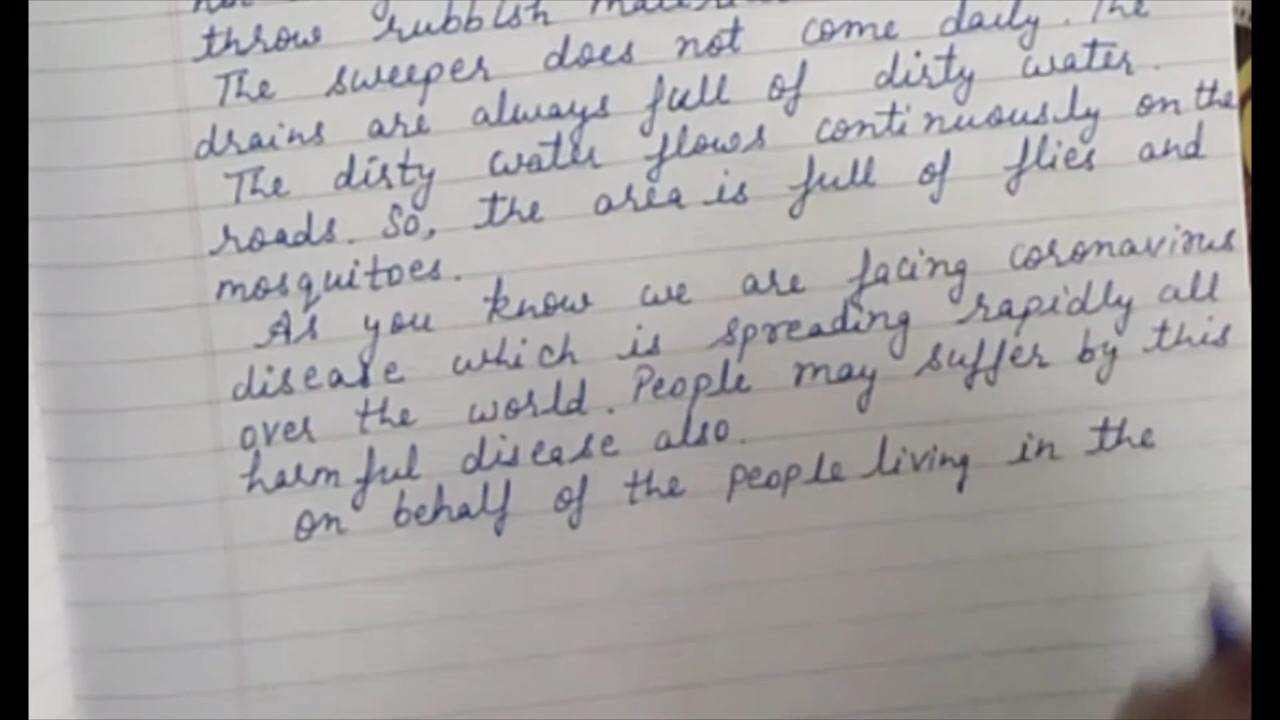 throw rubbish
The sweeper does not come daily. The
drains are always full of dirty water.
The dirty water flows continuously on the
roads. So, the area is full of flies and
mosquitoes.
As you know we are facing coronavirus
disease which is spreading rapidly all
over the world. People may suffer by this
harmful disease also.
on behalf of the people living in the